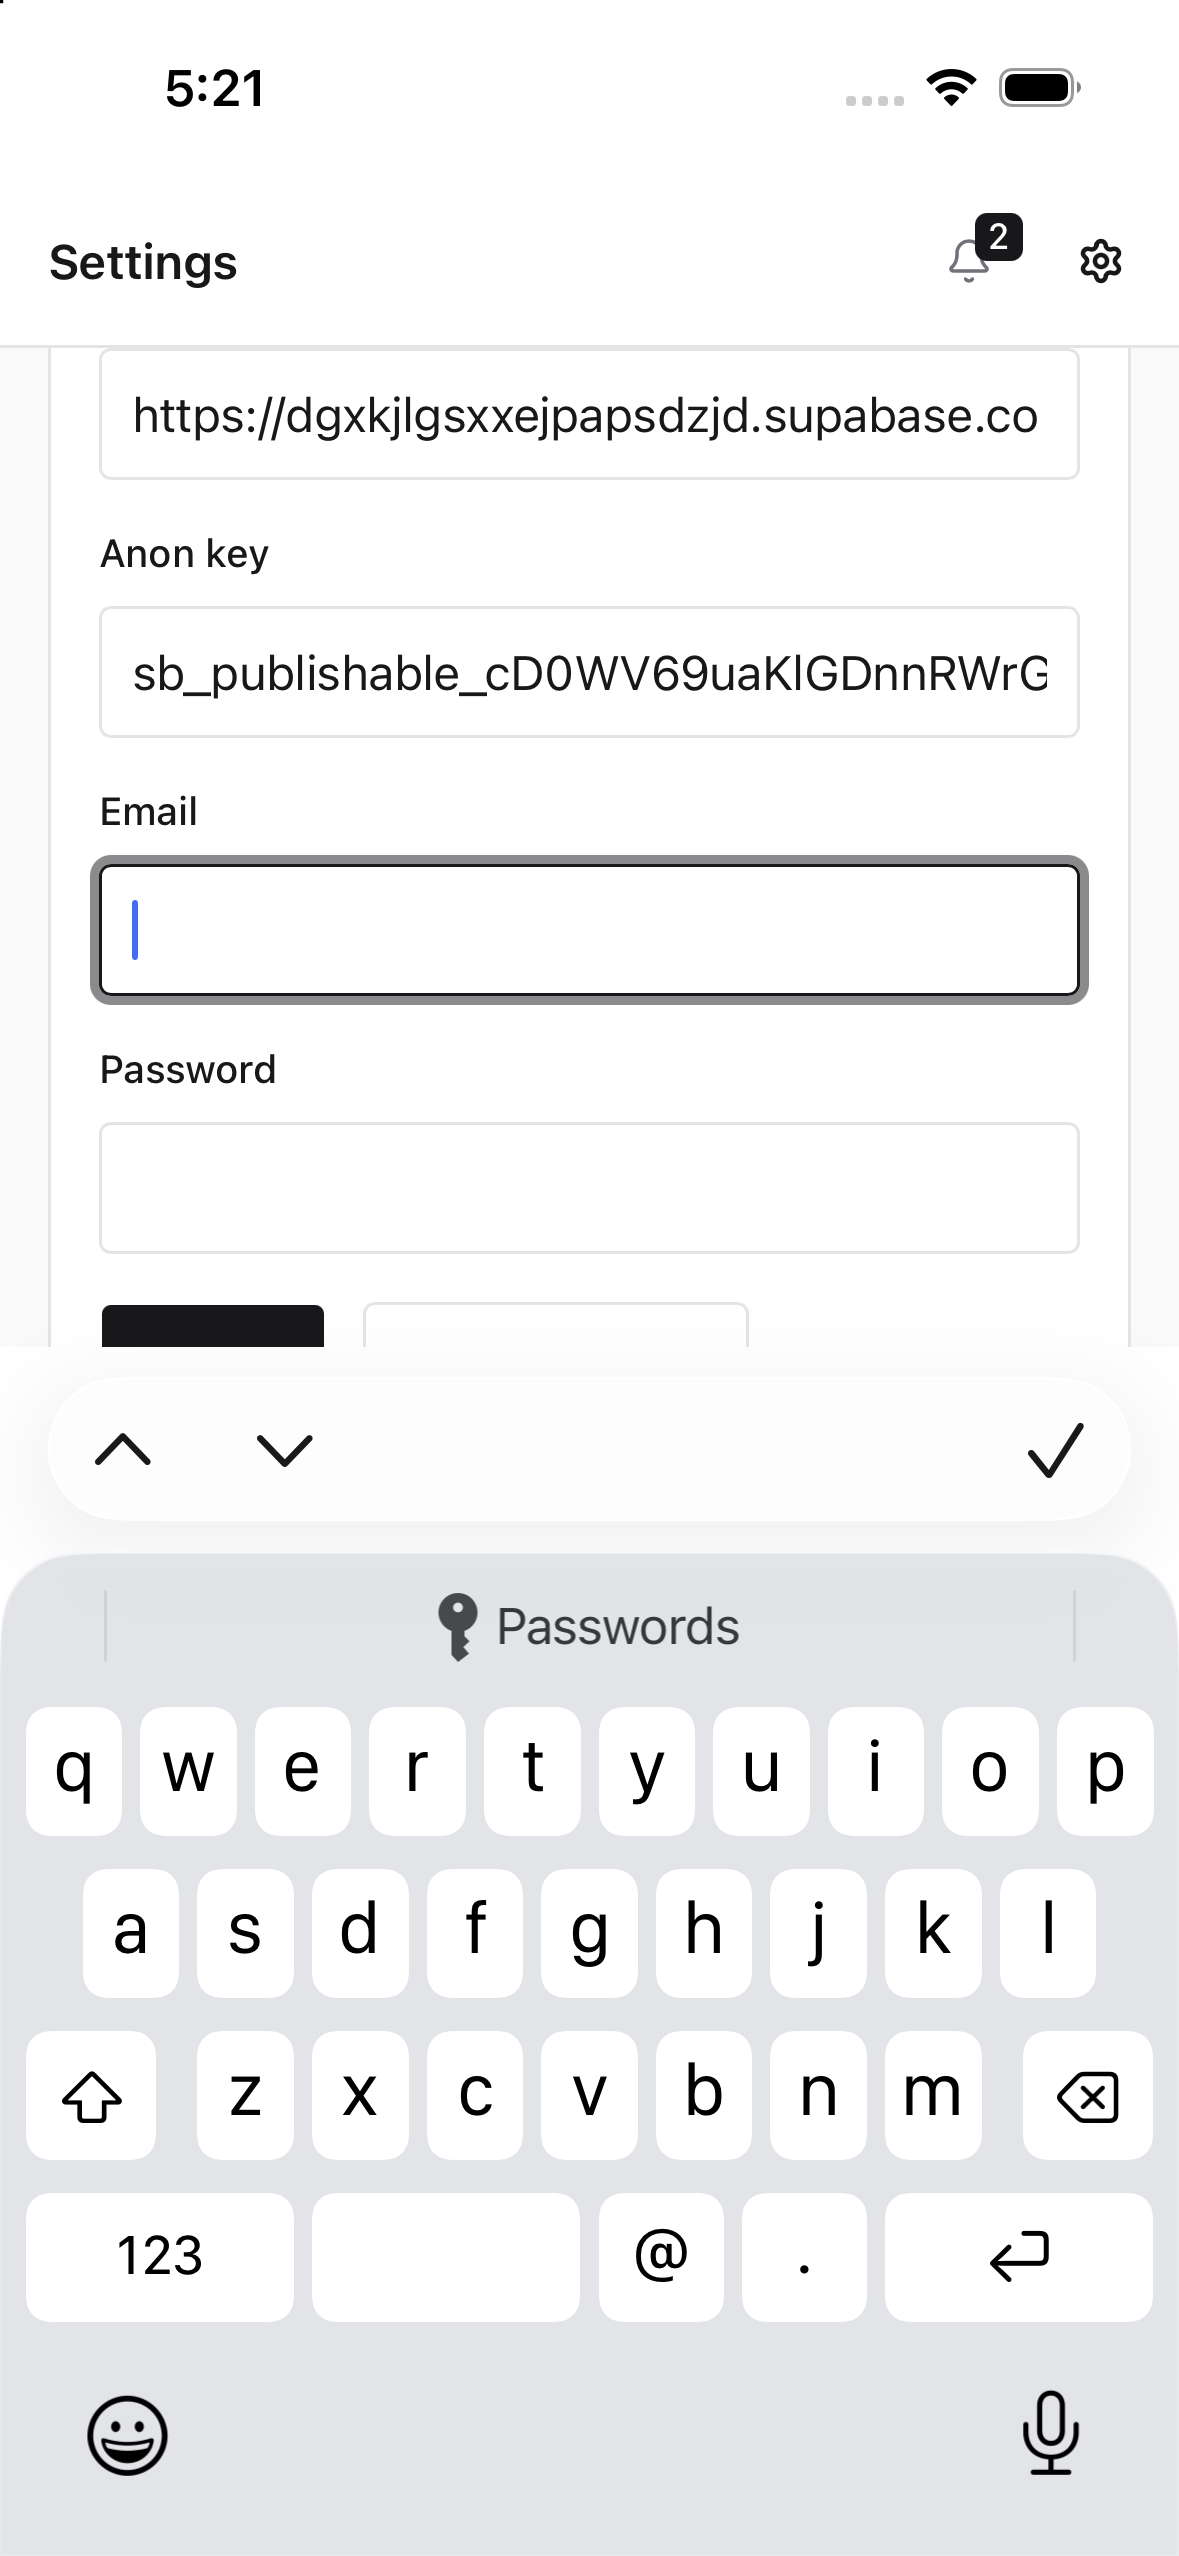 5:21
Settings
2
https://dgxkjlgsxxejpapsdzjd.supabase.co
Anon key
sb_publishable_cD0WV69uaKlGDnnRWrG
Email
Password
Passwords
q w e r t y u i o p
a s d f g h j k l
z x c v b n m
123 @ .